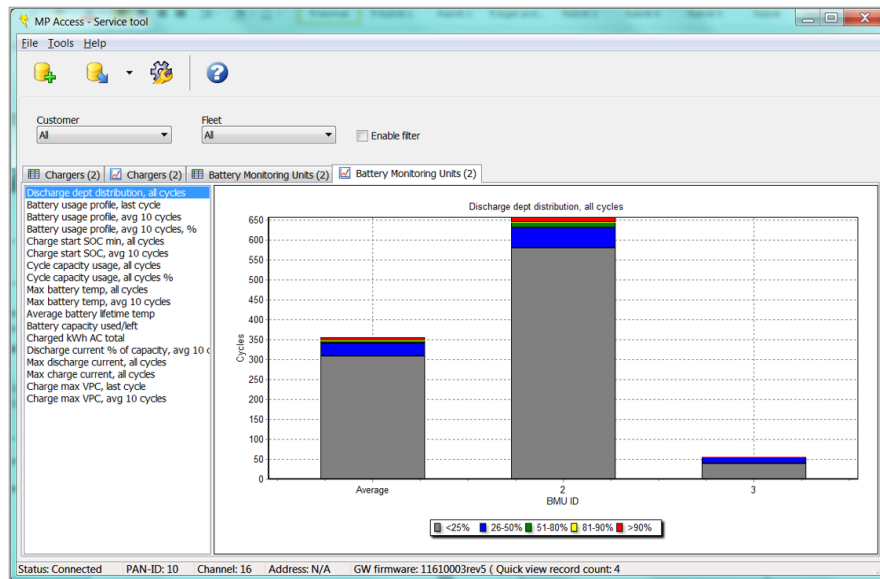 MP Access - Service tool
File Tools Help
Customer
Fleet
All
All
Enable filter
Chargers (2)
Chargers (2)
Battery Monitoring Units (2)
Battery Monitoring Units (2)
Discharge dept distribution, all cycles
Battery usage profile, last cycle
Battery usage profile, avg 10 cycles
Battery usage profile, avg 10 cycles, %
Charge start SOC min, all cycles
Charge start SOC, avg 10 cycles
Cycle capacity usage, all cycles
Cycle capacity usage, all cycles %
Max battery temp, all cycles
Max battery temp, avg 10 cycles
Average battery lifetime temp
Battery capacity used/left
Charged kWh AC total
Discharge current % of capacity, avg 10 c
Max discharge current, all cycles
Max charge current, all cycles
Charge max VPC, last cycle
Charge max VPC, avg 10 cycles
Discharge dept distribution, all cycles
650
600
550
500
450
400
350
300
250
200
150
100
50
0
Cycles
Average
2
3
BMU ID
<25% 26-50% 51-80% 81-90% >90%
Status: Connected PAN-ID: 10 Channel: 16 Address: N/A GW firmware: 11610003rev5 ( Quick view record count: 4